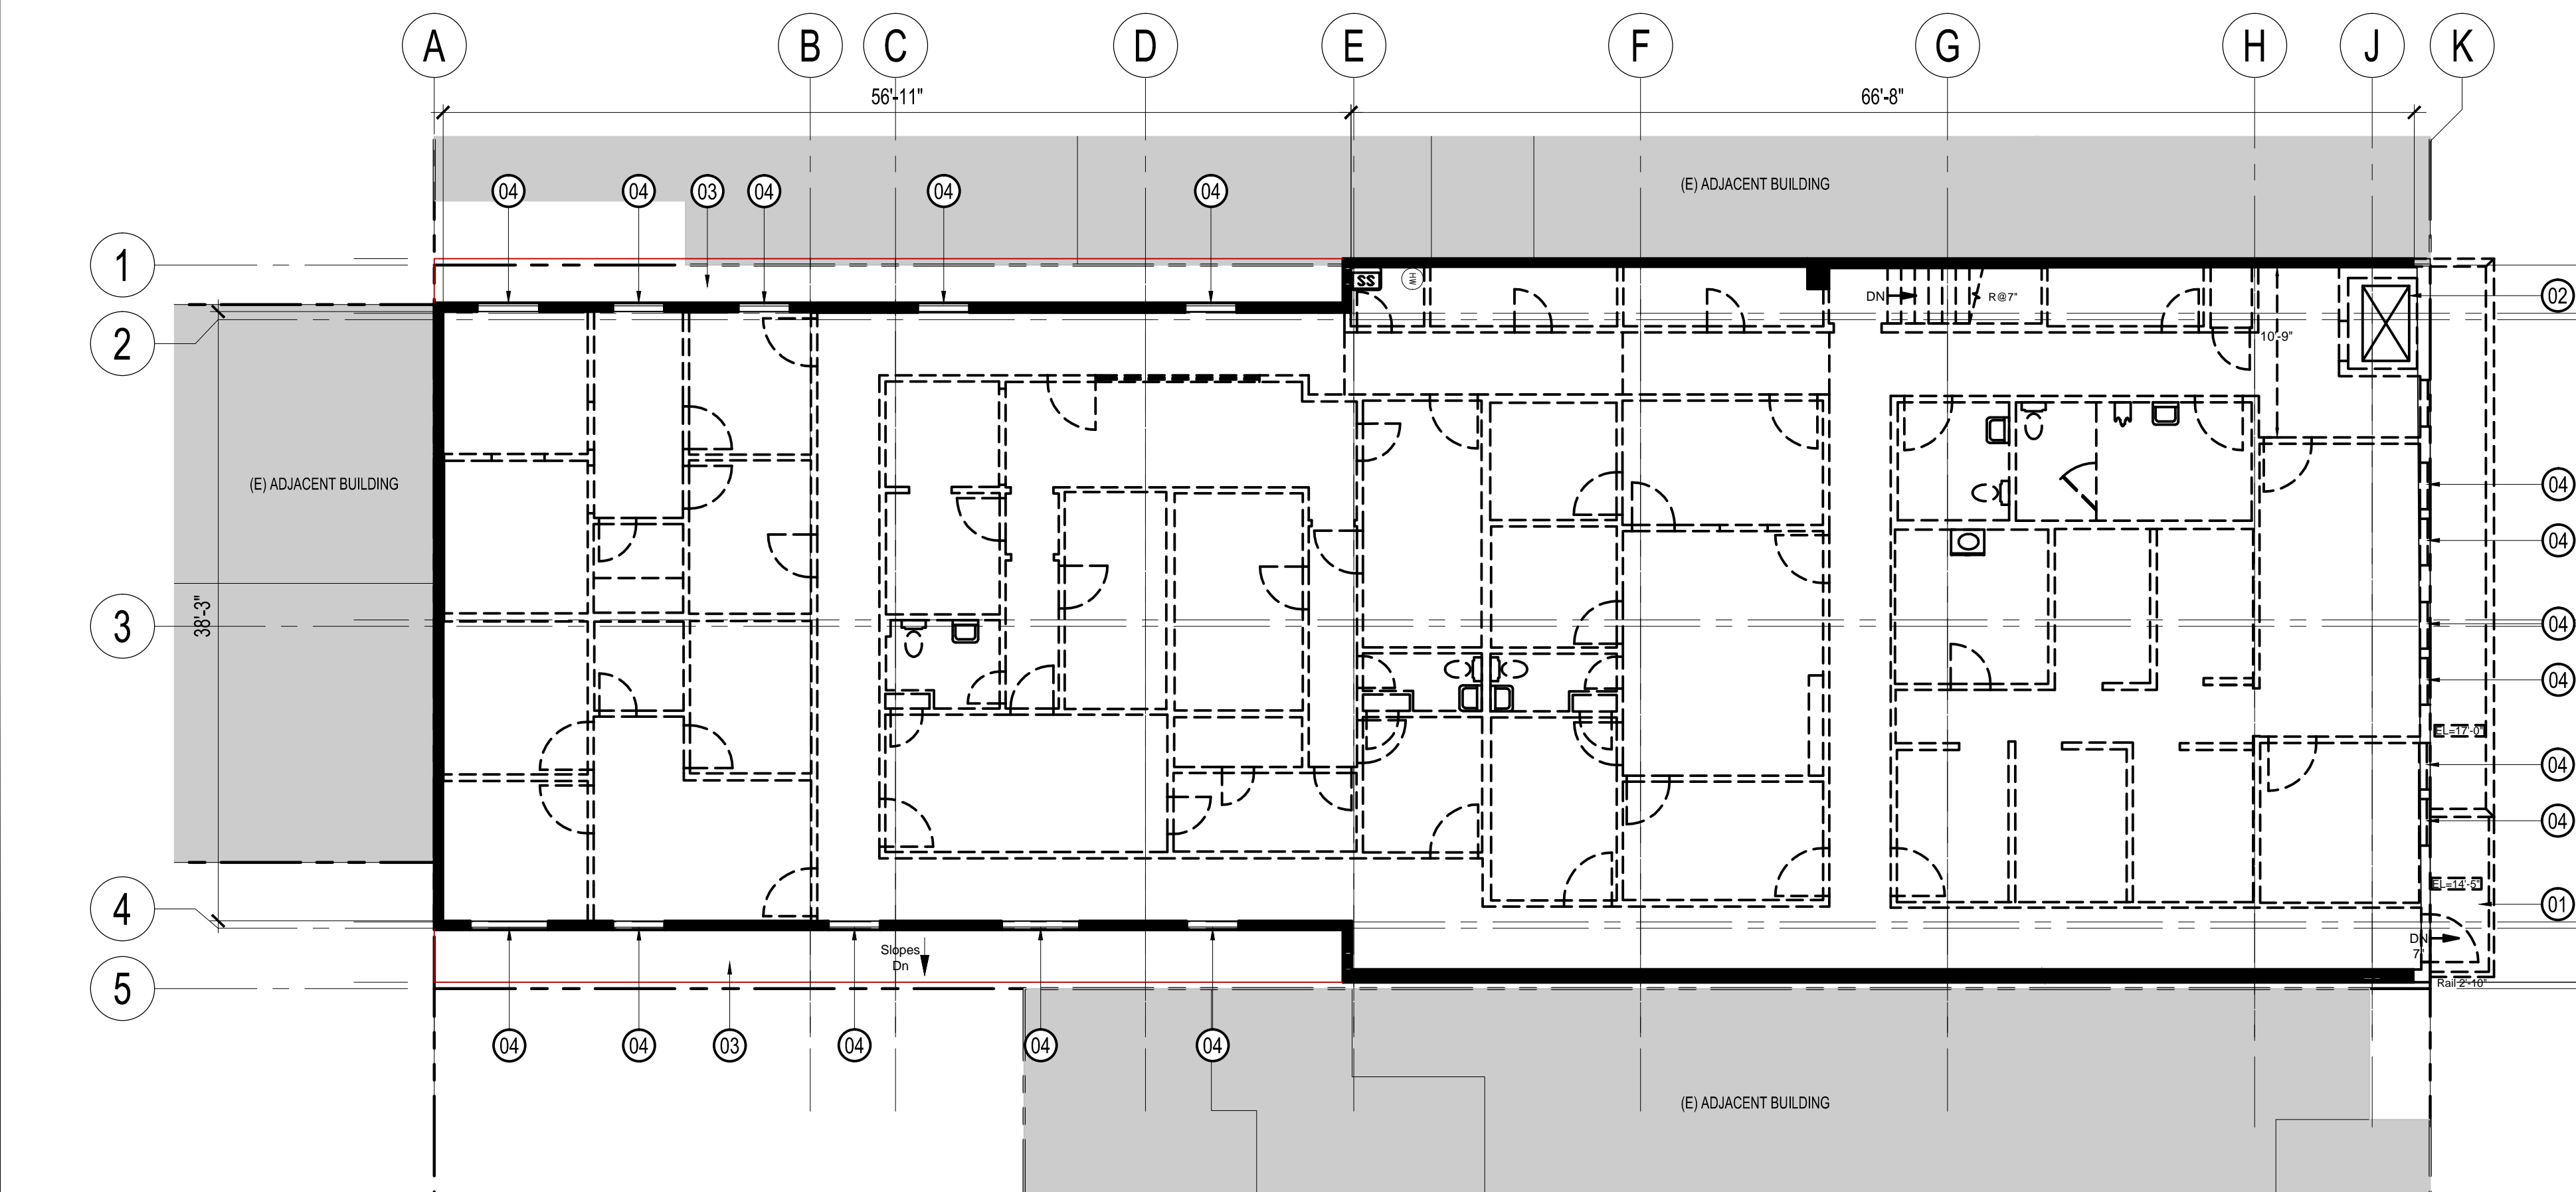 A B C D E F G H J K
56'-11" 66'-8"
(E) ADJACENT BUILDING
04 04 03 04 04 04
1
SS HW DN R@7" 02
2
10'-9"
(E) ADJACENT BUILDING
04
04
38'-3"
3
04
04
EL=17'-0"
04
04
EL=14'-5"
4
01
Slopes
Dn
DN
7"
5
Rail 2'-10"
04 04 03 04 04 04
(E) ADJACENT BUILDING